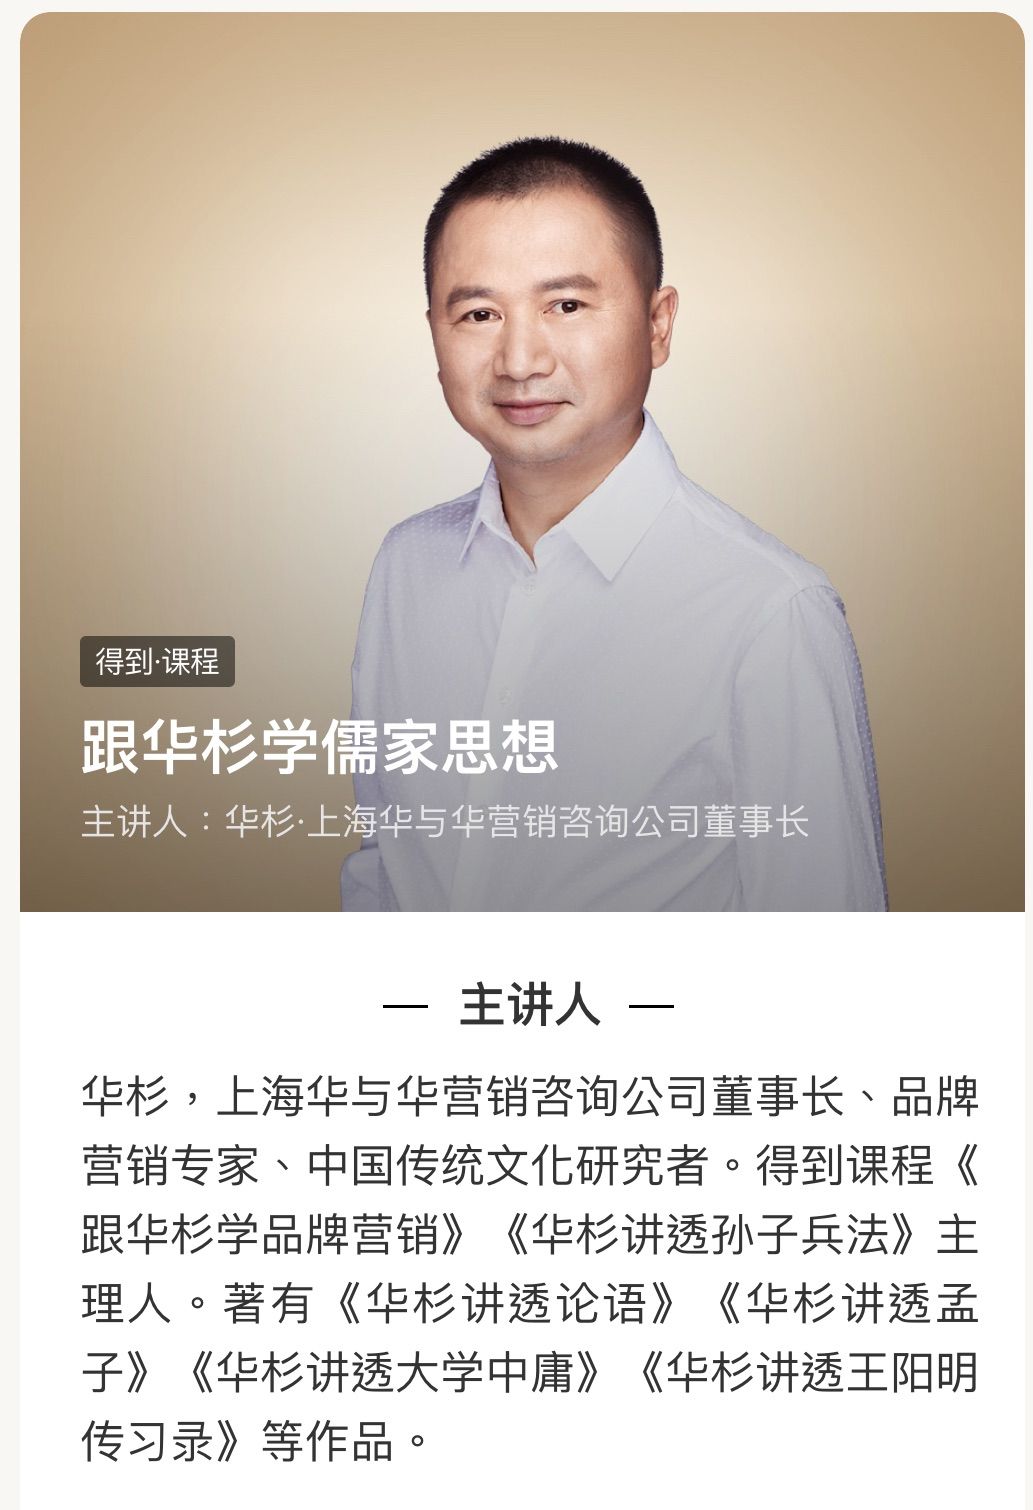 得到·课程
跟华杉学儒家思想
主讲人：华杉·上海华与华营销咨询公司董事长
— 主讲人 —
华杉，上海华与华营销咨询公司董事长、品牌
营销专家、中国传统文化研究者。得到课程《
跟华杉学品牌营销》《华杉讲透孙子兵法》主
理人。著有《华杉讲透论语》《华杉讲透孟
子》《华杉讲透大学中庸》《华杉讲透王阳明
传习录》等作品。